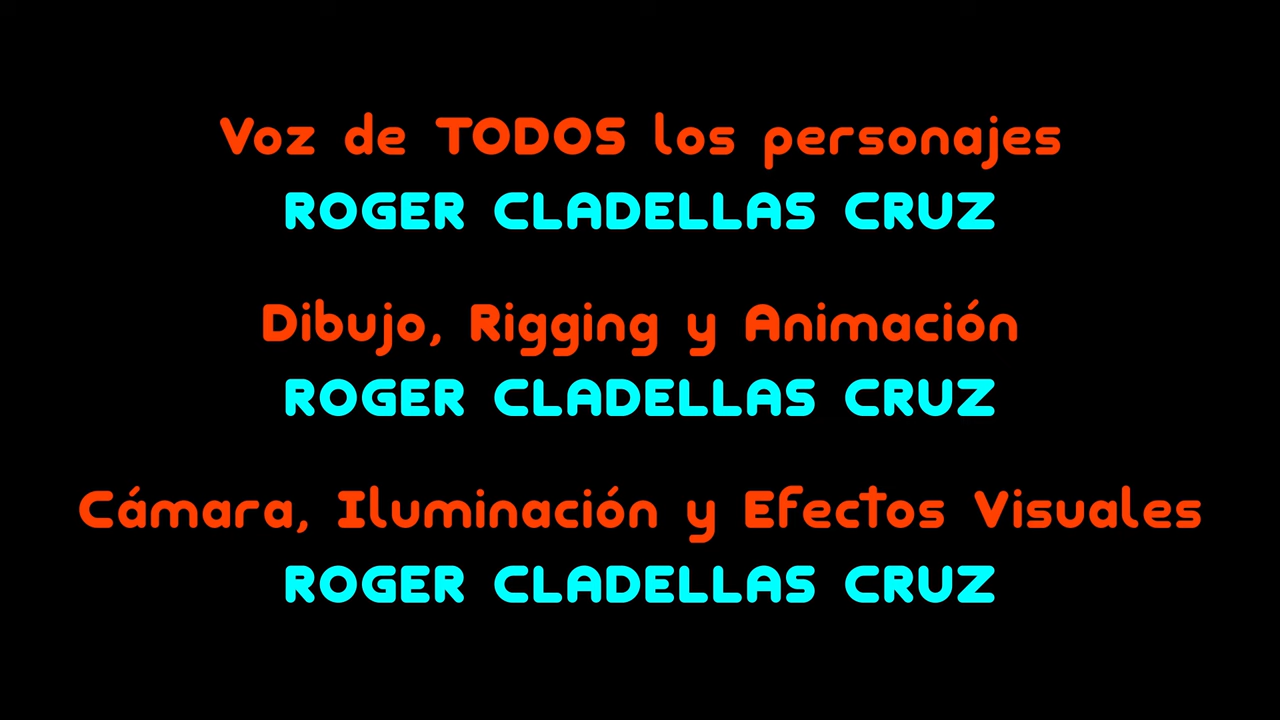 Voz de TODOS los personajes
ROGER CLADELLAS CRUZ
Dibujo, Rigging y Animación
ROGER CLADELLAS CRUZ
Cámara, Iluminación y Efectos Visuales
ROGER CLADELLAS CRUZ